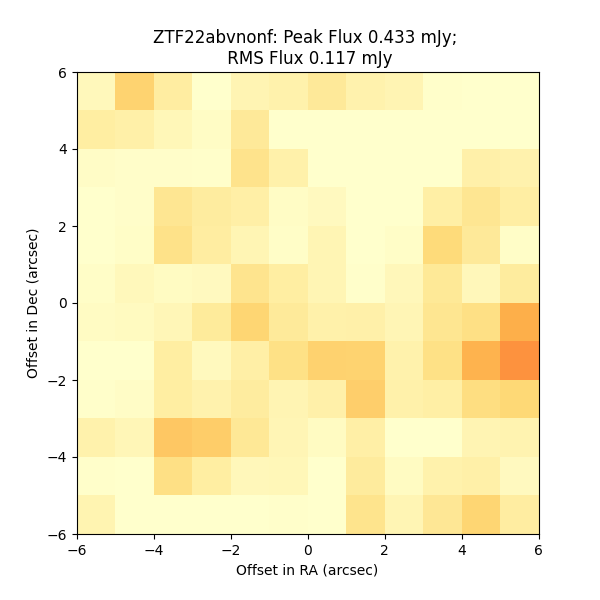 ZTF22abvnonf: Peak Flux 0.433 mJy;
RMS Flux 0.117 mJy
6
4
2
0
−2
−4
−6
Offset in Dec (arcsec)
−6 −4 −2 0 2 4 6
Offset in RA (arcsec)